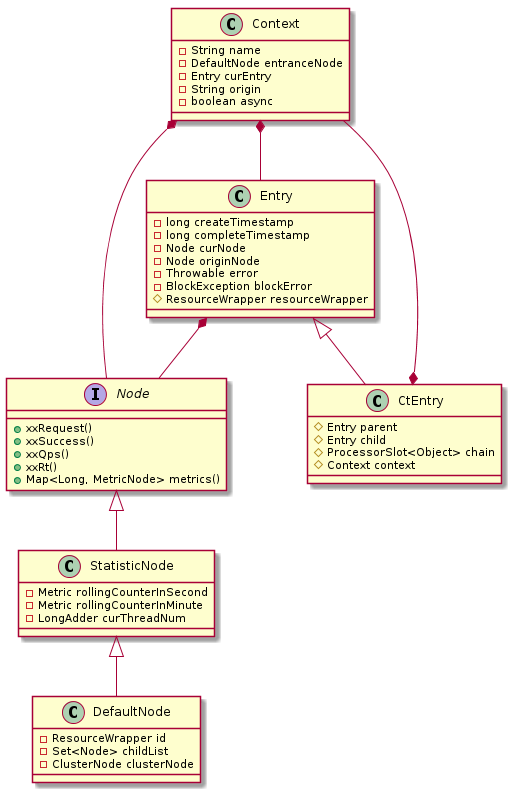 C Context
String name
DefaultNode entranceNode
Entry curEntry
String origin
boolean async
C Entry
long createTimestamp
long completeTimestamp
Node curNode
Node originNode
Throwable error
BlockException blockError
ResourceWrapper resourceWrapper
I Node
xxRequest()
xxSuccess()
xxQps()
xxRt()
Map<Long, MetricNode> metrics()
C CtEntry
Entry parent
Entry child
ProcessorSlot<Object> chain
Context context
C StatisticNode
Metric rollingCounterInSecond
Metric rollingCounterInMinute
LongAdder curThreadNum
C DefaultNode
ResourceWrapper id
Set<Node> childList
ClusterNode clusterNode